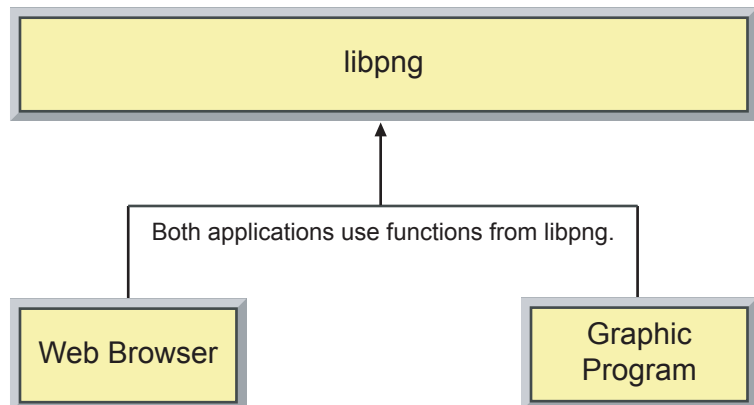 libpng
Both applications use functions from libpng.
Web Browser
Graphic
Program